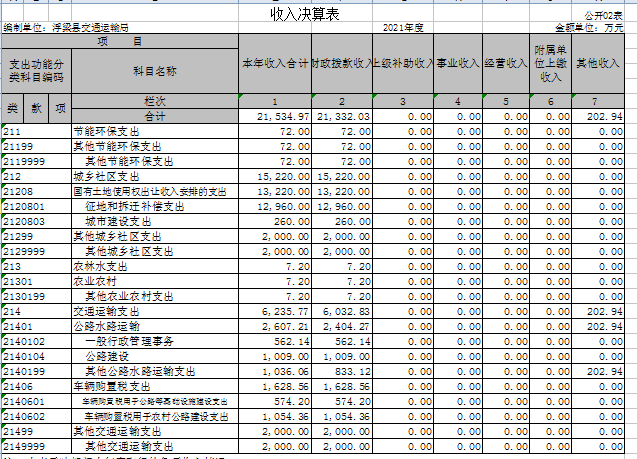 收入决算表
公开02表
编制单位：浮梁县交通运输局 2021年度 金额单位：万元
项 目 本年收入合计 财政拨款收入 上级补助收入 事业收入 经营收入 附属单位上缴收入 其他收入
支出功能分类科目编码 科目名称
类 款 项 栏次 1 2 3 4 5 6 7
合计 21,534.97 21,332.03 0.00 0.00 0.00 0.00 202.94
211 节能环保支出 72.00 72.00 0.00 0.00 0.00 0.00 0.00
21199 其他节能环保支出 72.00 72.00 0.00 0.00 0.00 0.00 0.00
2119999 其他节能环保支出 72.00 72.00 0.00 0.00 0.00 0.00 0.00
212 城乡社区支出 15,220.00 15,220.00 0.00 0.00 0.00 0.00 0.00
21208 国有土地使用权出让收入安排的支出 13,220.00 13,220.00 0.00 0.00 0.00 0.00 0.00
2120801 征地和拆迁补偿支出 12,960.00 12,960.00 0.00 0.00 0.00 0.00 0.00
2120803 城市建设支出 260.00 260.00 0.00 0.00 0.00 0.00 0.00
21299 其他城乡社区支出 2,000.00 2,000.00 0.00 0.00 0.00 0.00 0.00
2129999 其他城乡社区支出 2,000.00 2,000.00 0.00 0.00 0.00 0.00 0.00
213 农林水支出 7.20 7.20 0.00 0.00 0.00 0.00 0.00
21301 农业农村 7.20 7.20 0.00 0.00 0.00 0.00 0.00
2130199 其他农业农村支出 7.20 7.20 0.00 0.00 0.00 0.00 0.00
214 交通运输支出 6,235.77 6,032.83 0.00 0.00 0.00 0.00 202.94
21401 公路水路运输 2,607.21 2,404.27 0.00 0.00 0.00 0.00 202.94
2140102 一般行政管理事务 562.14 562.14 0.00 0.00 0.00 0.00 0.00
2140104 公路建设 1,009.00 1,009.00 0.00 0.00 0.00 0.00 0.00
2140199 其他公路水路运输支出 1,036.06 833.12 0.00 0.00 0.00 0.00 202.94
21406 车辆购置税支出 1,628.56 1,628.56 0.00 0.00 0.00 0.00 0.00
2140601 车辆购置税用于公路等基础设施建设支出 574.20 574.20 0.00 0.00 0.00 0.00 0.00
2140602 车辆购置税用于农村公路建设支出 1,054.36 1,054.36 0.00 0.00 0.00 0.00 0.00
21499 其他交通运输支出 2,000.00 2,000.00 0.00 0.00 0.00 0.00 0.00
2149999 其他交通运输支出 2,000.00 2,000.00 0.00 0.00 0.00 0.00 0.00